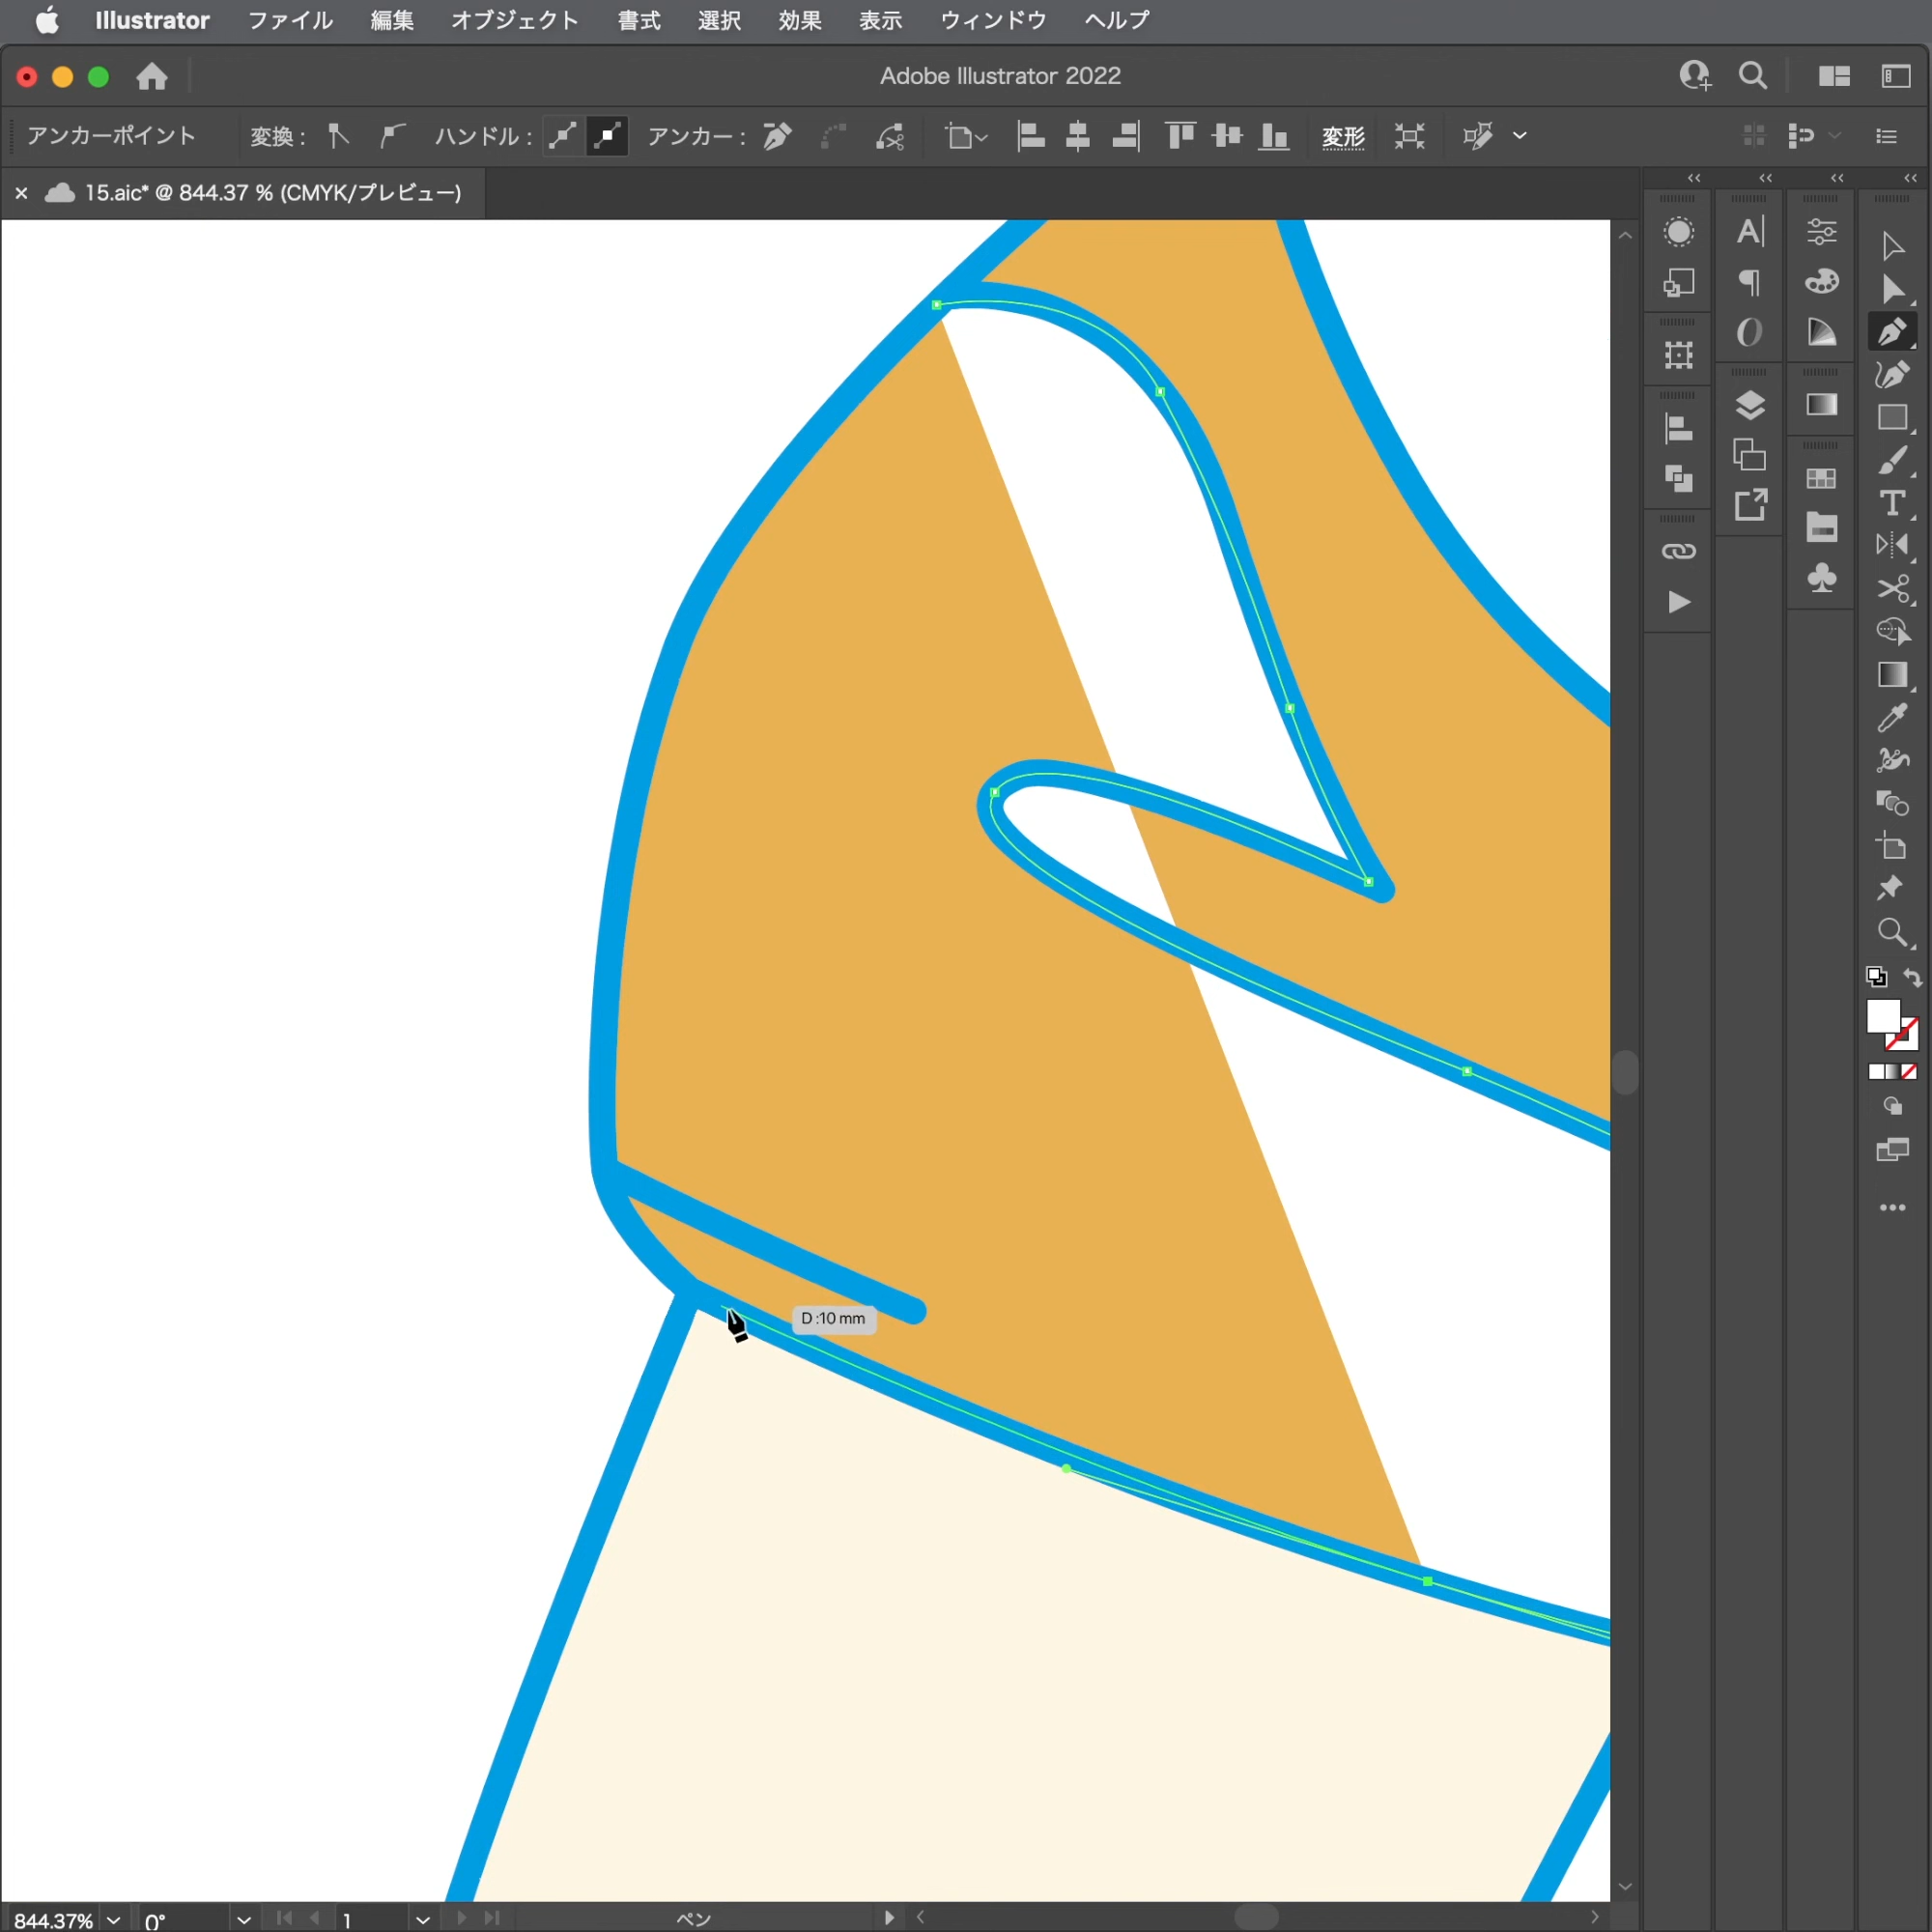 Illustrator ファイル 編集 オブジェクト 書式 選択 効果 表示 ウィンドウ ヘルプ
Adobe Illustrator 2022
アンカーポイント 変換： ハンドル： アンカー： 変形
15.aic* @ 844.37 % (CMYK/プレビュー)
D :10 mm
844.37% 0° 1 ペン